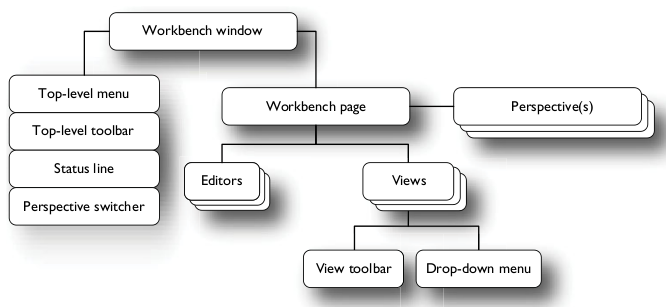 Workbench window
Top-level menu
Workbench page
Perspective(s)
Top-level toolbar
Status line
Editors
Views
Perspective switcher
View toolbar
Drop-down menu